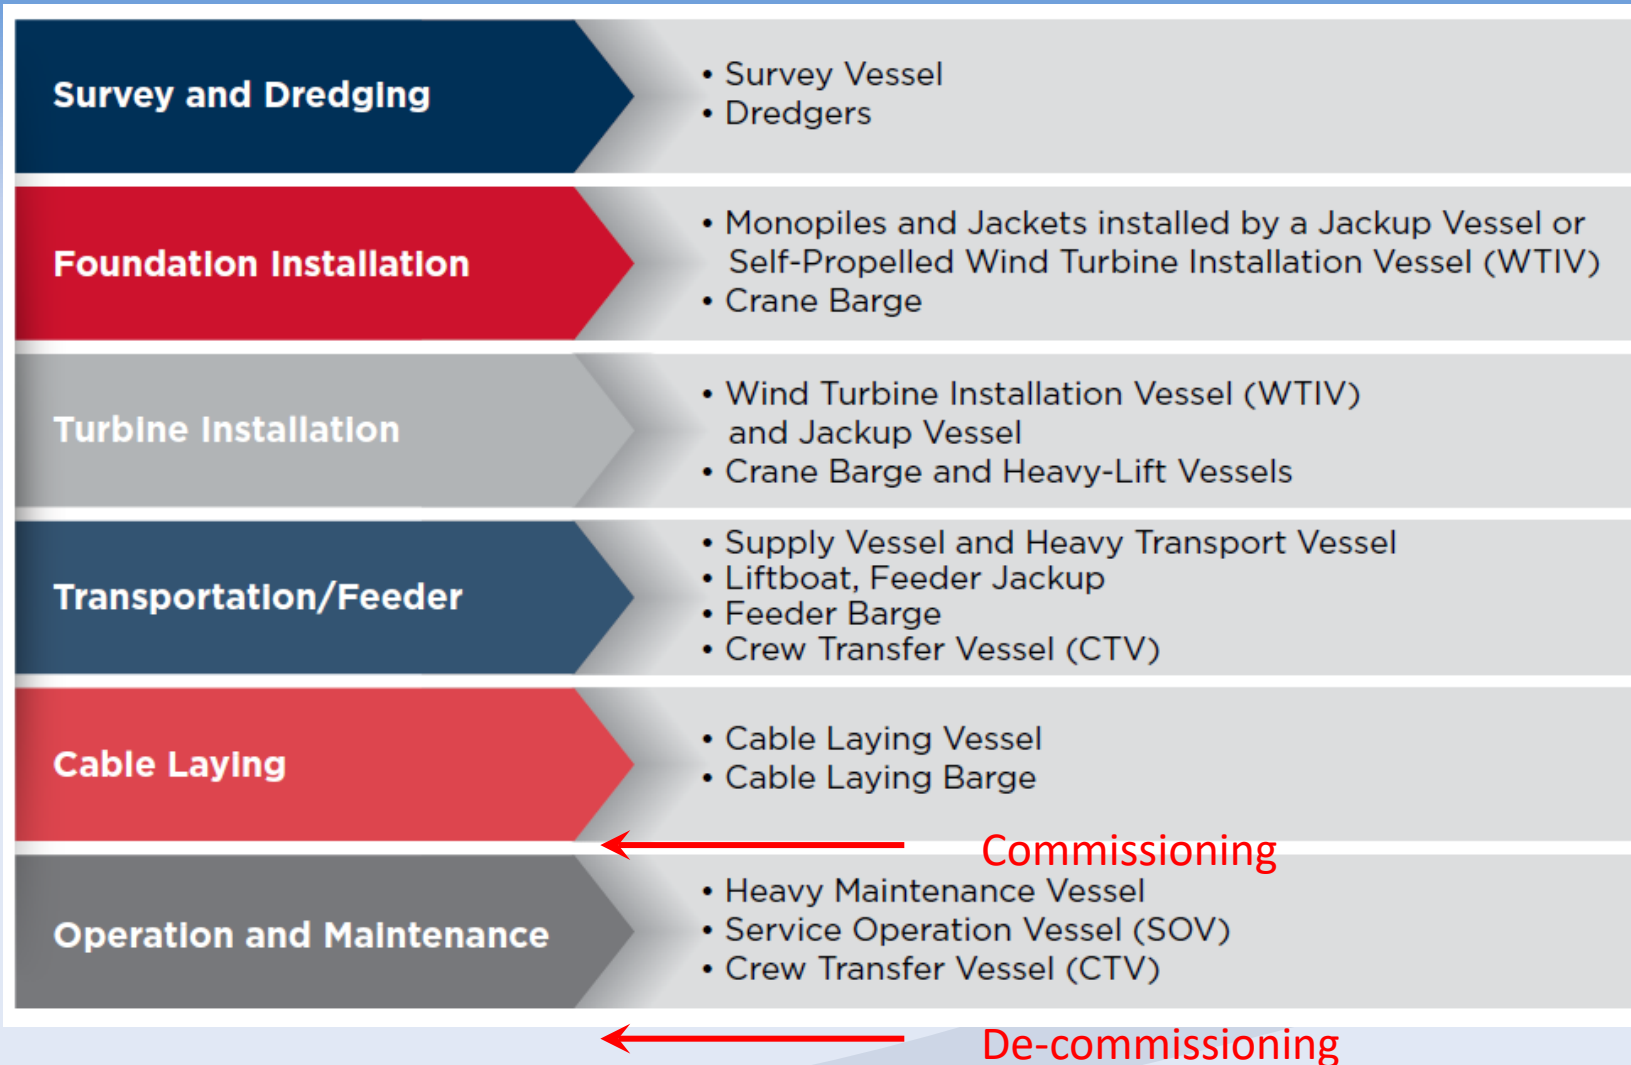 Survey and Dredging
• Survey Vessel
• Dredgers
Foundation Installation
• Monopiles and Jackets installed by a Jackup Vessel or
Self-Propelled Wind Turbine Installation Vessel (WTIV)
• Crane Barge
Turbine Installation
• Wind Turbine Installation Vessel (WTIV)
and Jackup Vessel
• Crane Barge and Heavy-Lift Vessels
Transportation/Feeder
• Supply Vessel and Heavy Transport Vessel
• Liftboat, Feeder Jackup
• Feeder Barge
• Crew Transfer Vessel (CTV)
Cable Laying
• Cable Laying Vessel
• Cable Laying Barge
Commissioning
Operation and Maintenance
• Heavy Maintenance Vessel
• Service Operation Vessel (SOV)
• Crew Transfer Vessel (CTV)
De-commissioning